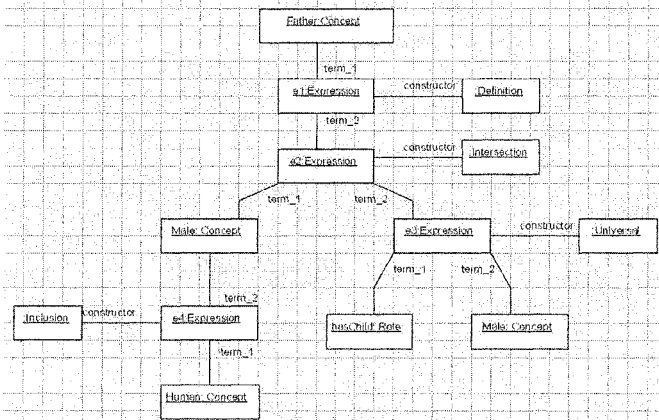 Father:Concept
term_1
e1:Expression
constructor
:Definition
term_2
e2:Expression
constructor
:Intersection
term_1
term_2
Male: Concept
e3:Expression
constructor
:Universal
term_1
term_2
term_2
:Inclusion
constructor
e4:Expression
hasChild: Role
Male: Concept
term_1
Human: Concept